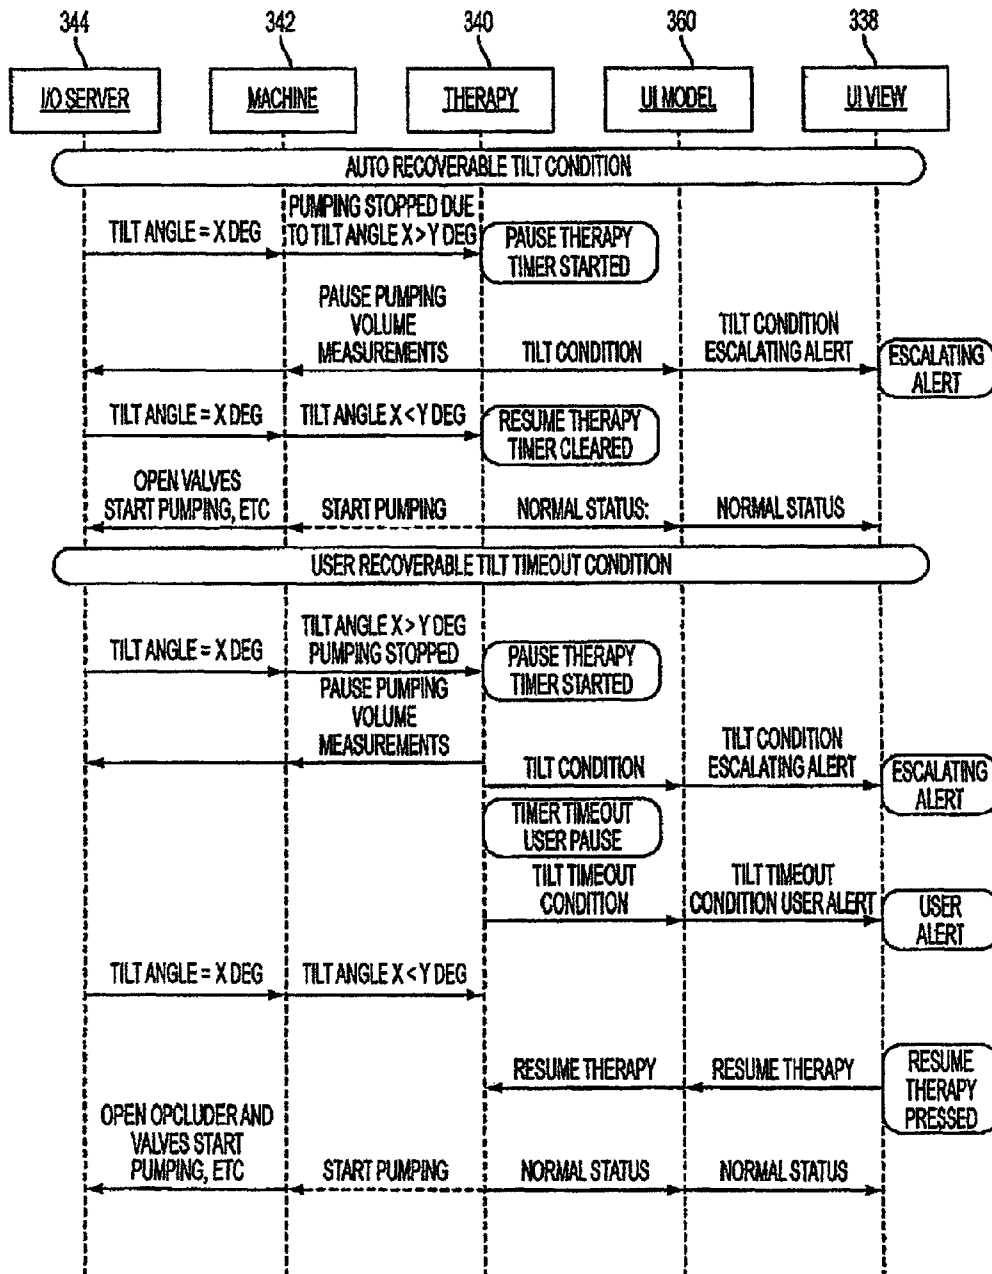 344 342 340 360 338
I/O SERVER MACHINE THERAPY UI MODEL UI VIEW
AUTO RECOVERABLE TILT CONDITION
TILT ANGLE = X DEG
PUMPING STOPPED DUE
TO TILT ANGLE X > Y DEG
PAUSE THERAPY
TIMER STARTED
PAUSE PUMPING
VOLUME
MEASUREMENTS
TILT CONDITION
TILT CONDITION
ESCALATING ALERT
ESCALATING
ALERT
TILT ANGLE = X DEG
TILT ANGLE X < Y DEG
RESUME THERAPY
TIMER CLEARED
OPEN VALVES
START PUMPING, ETC
START PUMPING
NORMAL STATUS:
NORMAL STATUS
USER RECOVERABLE TILT TIMEOUT CONDITION
TILT ANGLE = X DEG
TILT ANGLE X > Y DEG
PUMPING STOPPED
PAUSE THERAPY
TIMER STARTED
PAUSE PUMPING
VOLUME
MEASUREMENTS
TILT CONDITION
TILT CONDITION
ESCALATING ALERT
ESCALATING
ALERT
TIMER TIMEOUT
USER PAUSE
TILT TIMEOUT
CONDITION
TILT TIMEOUT
CONDITION USER ALERT
USER
ALERT
TILT ANGLE = X DEG
TILT ANGLE X < Y DEG
RESUME THERAPY
RESUME THERAPY
RESUME
THERAPY
PRESSED
OPEN OPCLUDER AND
VALVES START
PUMPING, ETC
START PUMPING
NORMAL STATUS
NORMAL STATUS